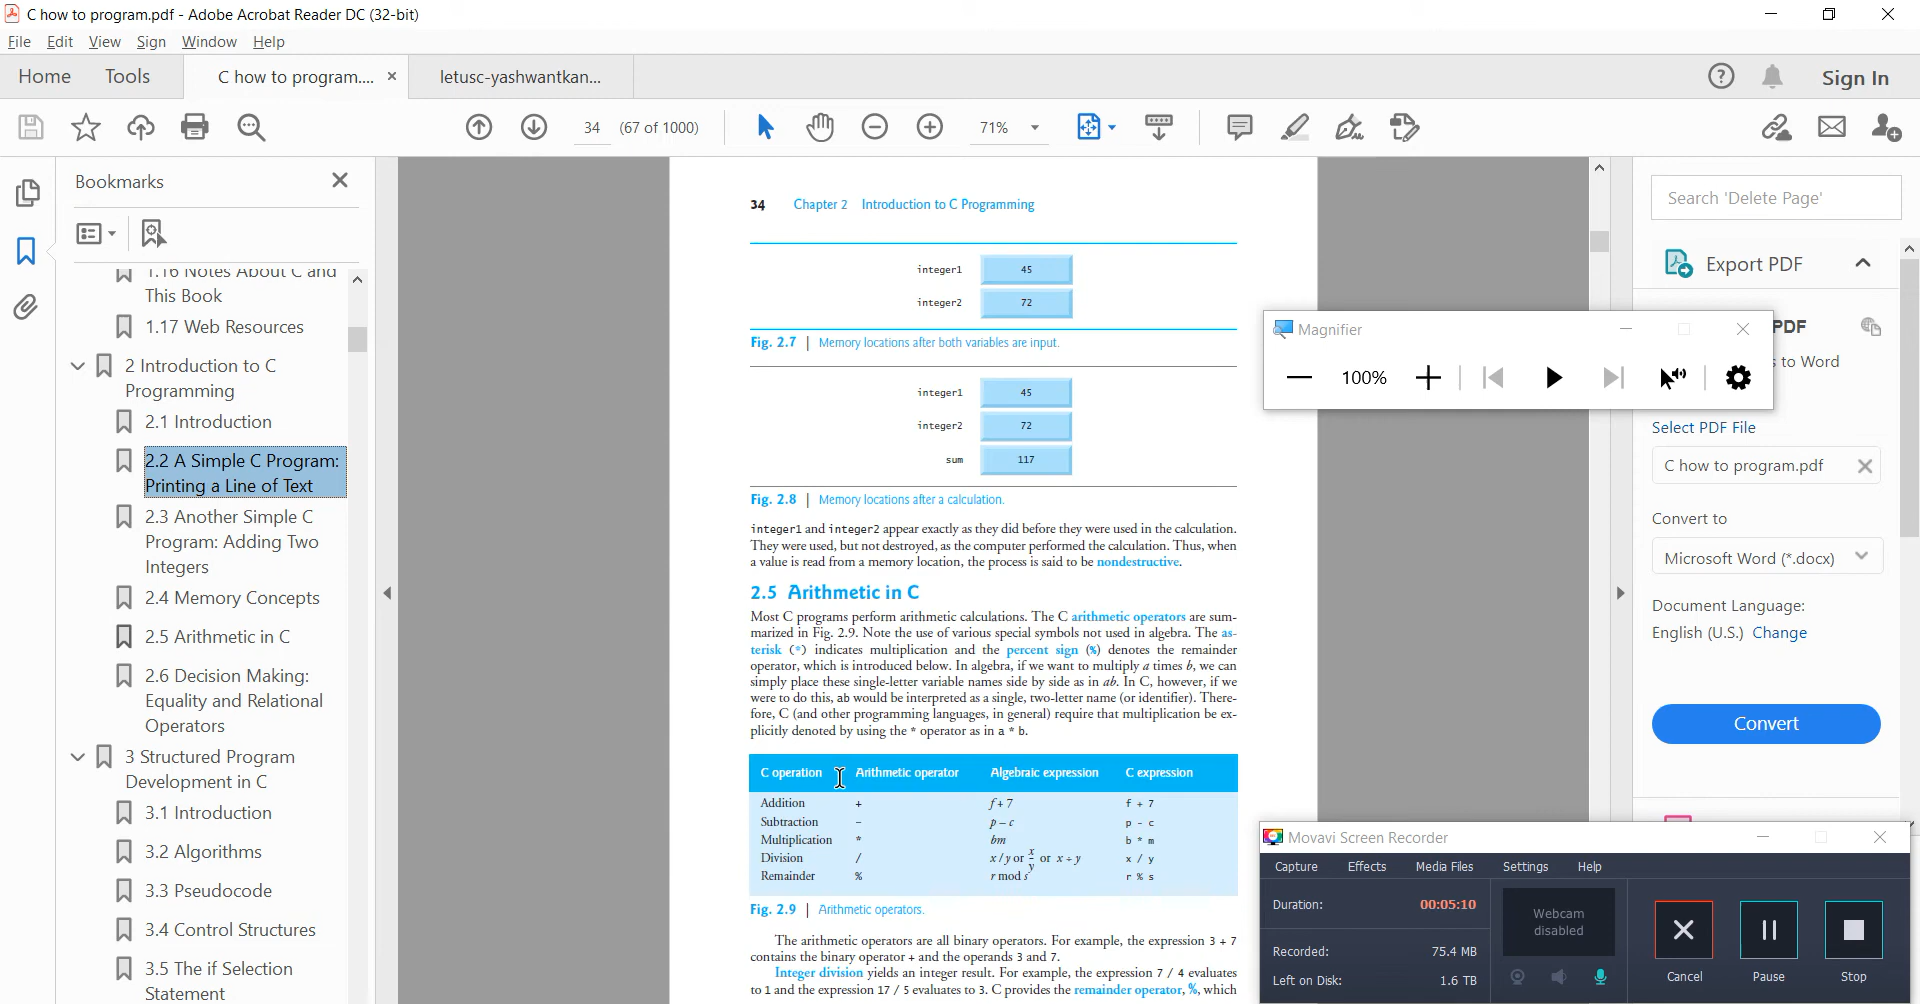 C how to program.pdf - Adobe Acrobat Reader DC (32-bit)
File Edit View Sign Window Help
Home Tools C how to program.... × letusc-yashwantkan... Sign In
34 (67 of 1000) 71%
Bookmarks
1.16 Notes About C and
This Book
1.17 Web Resources
2 Introduction to C
Programming
2.1 Introduction
2.2 A Simple C Program:
Printing a Line of Text
2.3 Another Simple C
Program: Adding Two
Integers
2.4 Memory Concepts
2.5 Arithmetic in C
2.6 Decision Making:
Equality and Relational
Operators
3 Structured Program
Development in C
3.1 Introduction
3.2 Algorithms
3.3 Pseudocode
3.4 Control Structures
3.5 The if Selection
Statement
34 Chapter 2 Introduction to C Programming
integer1 45
integer2 72
Fig. 2.7 | Memory locations after both variables are input.
integer1 45
integer2 72
sum 117
Fig. 2.8 | Memory locations after a calculation.
integer1 and integer2 appear exactly as they did before they were used in the calculation.
They were used, but not destroyed, as the computer performed the calculation. Thus, when
a value is read from a memory location, the process is said to be nondestructive.
2.5 Arithmetic in C
Most C programs perform arithmetic calculations. The C arithmetic operators are sum-
marized in Fig. 2.9. Note the use of various special symbols not used in algebra. The as-
terisk (*) indicates multiplication and the percent sign (%) denotes the remainder
operator, which is introduced below. In algebra, if we want to multiply a times b, we can
simply place these single-letter variable names side by side as in ab. In C, however, if we
were to do this, ab would be interpreted as a single, two-letter name (or identifier). There-
fore, C (and other programming languages, in general) require that multiplication be ex-
plicitly denoted by using the * operator as in a * b.
C operation Arithmetic operator Algebraic expression C expression
Addition + f + 7 f + 7
Subtraction – p – c p - c
Multiplication * bm b * m
Division / x / y or x/y or x ÷ y x / y
Remainder % r mod s r % s
Fig. 2.9 | Arithmetic operators.
The arithmetic operators are all binary operators. For example, the expression 3 + 7
contains the binary operator + and the operands 3 and 7.
Integer division yields an integer result. For example, the expression 7 / 4 evaluates
to 1 and the expression 17 / 5 evaluates to 3. C provides the remainder operator, %, which
Search 'Delete Page'
Export PDF
PDF
s to Word
Magnifier
100%
Select PDF File
C how to program.pdf
Convert to
Microsoft Word (*.docx)
Document Language:
English (U.S.) Change
Convert
Movavi Screen Recorder
Capture Effects Media Files Settings Help
Duration: 00:05:10
Recorded: 75.4 MB
Left on Disk: 1.6 TB
Webcam
disabled
Cancel Pause Stop